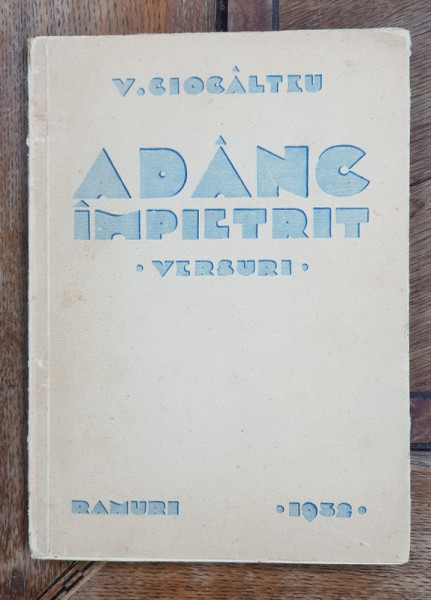 V. CIOCÂLTEU
ADÂNC
ÎMPIETRIT
• VERSURI •
RAMURI • 1932 •